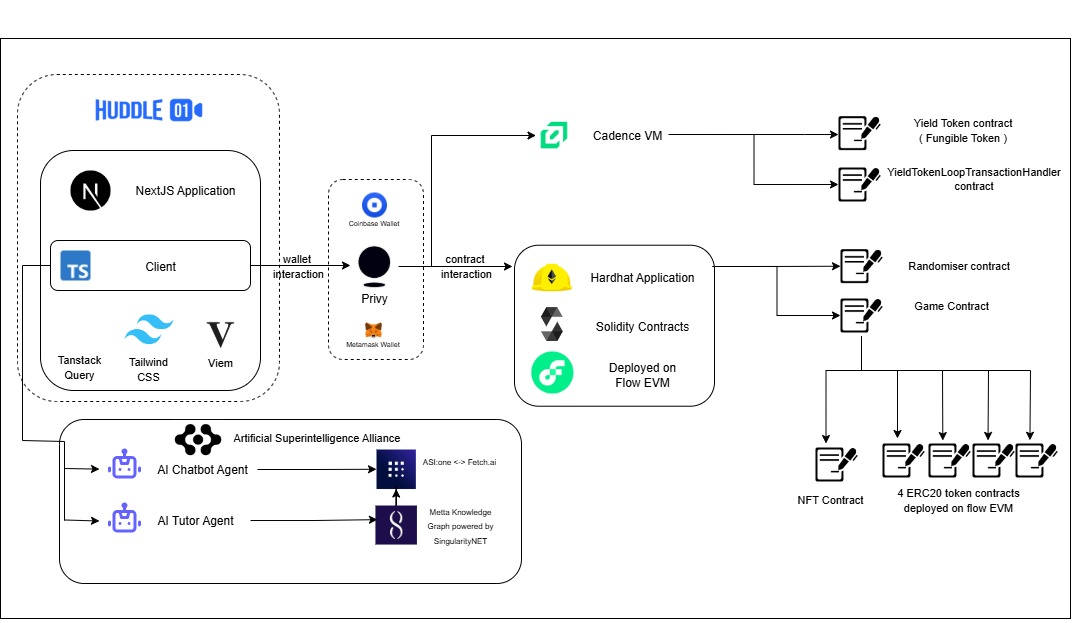 HUDDLE 01
N
NextJS Application
TS
Client
Tanstack
Query
Tailwind
CSS
V
Viem
wallet
interaction
Coinbase Wallet
Privy
Metamask Wallet
contract
interaction
Cadence VM
Yield Token contract
( Fungible Token )
YieldTokenLoopTransactionHandler
contract
Hardhat Application
Solidity Contracts
Deployed on
Flow EVM
Randomiser contract
Game Contract
NFT Contract
4 ERC20 token contracts
deployed on flow EVM
Artificial Superintelligence Alliance
AI Chatbot Agent
ASI:one <-> Fetch.ai
AI Tutor Agent
Metta Knowledge
Graph powered by
SingularityNET